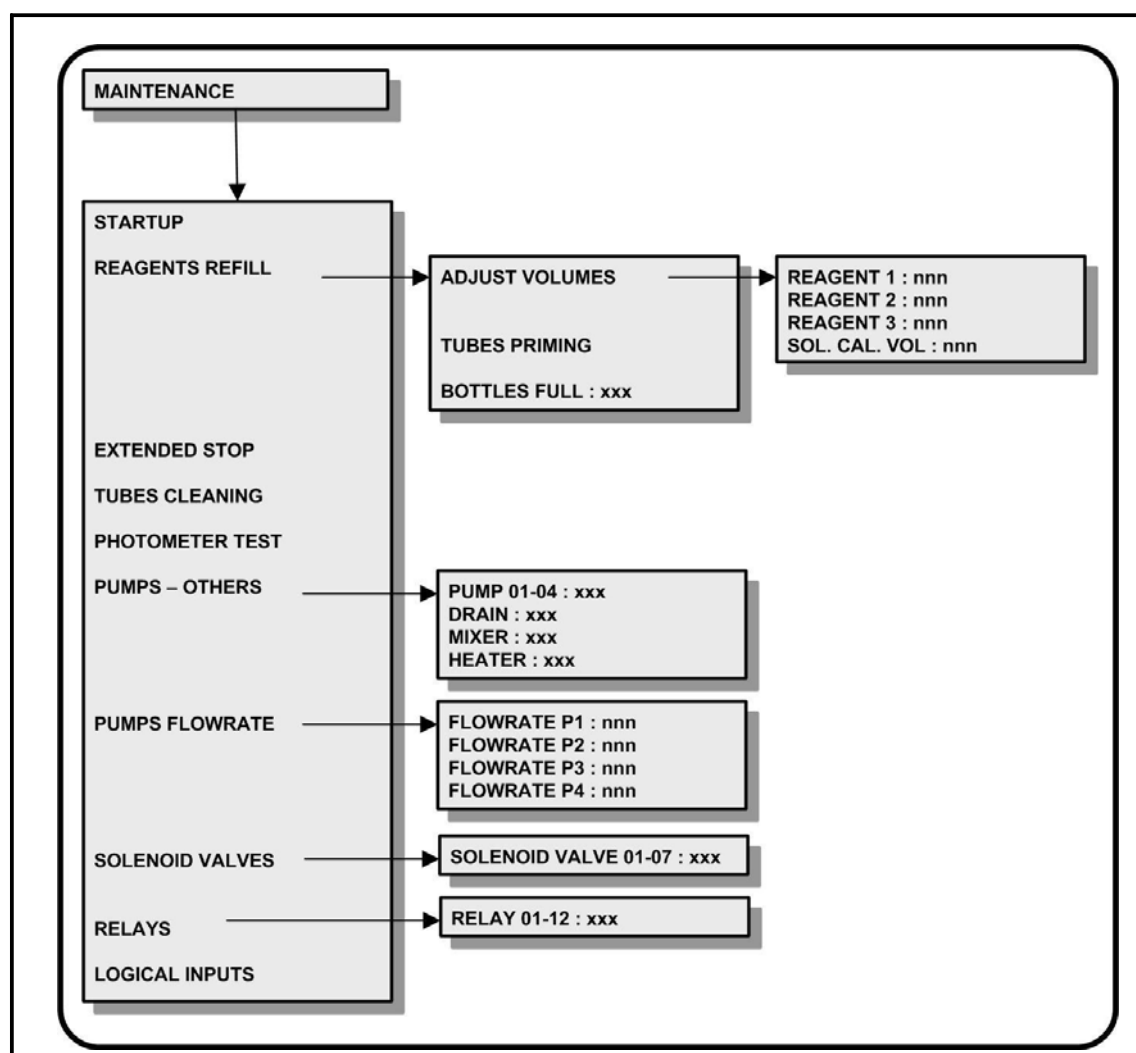 MAINTENANCE
STARTUP
REAGENTS REFILL
ADJUST VOLUMES
REAGENT 1 : nnn
REAGENT 2 : nnn
REAGENT 3 : nnn
SOL. CAL. VOL : nnn
TUBES PRIMING
BOTTLES FULL : xxx
EXTENDED STOP
TUBES CLEANING
PHOTOMETER TEST
PUMPS – OTHERS
PUMP 01-04 : xxx
DRAIN : xxx
MIXER : xxx
HEATER : xxx
PUMPS FLOWRATE
FLOWRATE P1 : nnn
FLOWRATE P2 : nnn
FLOWRATE P3 : nnn
FLOWRATE P4 : nnn
SOLENOID VALVES
SOLENOID VALVE 01-07 : xxx
RELAYS
RELAY 01-12 : xxx
LOGICAL INPUTS